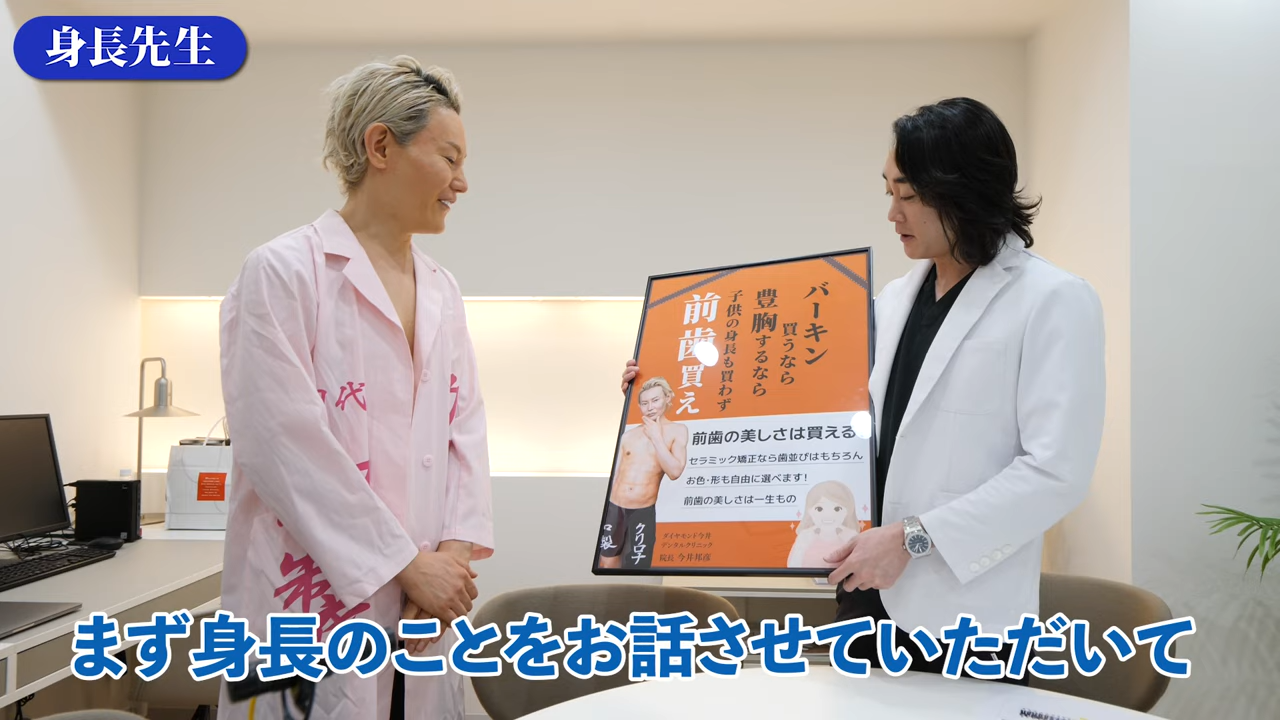 身長先生
バーキン
買うなら
豊胸するなら
子供の身長も買わず
前歯買え
前歯の美しさは買える
セラミック矯正なら歯並びはもちろん
お色・形も自由に選べます!
前歯の美しさは一生もの
クリロナ
ダイヤモンド今井
デンタルクリニック
院長 今井邦彦
まず身長のことをお話させていただいて